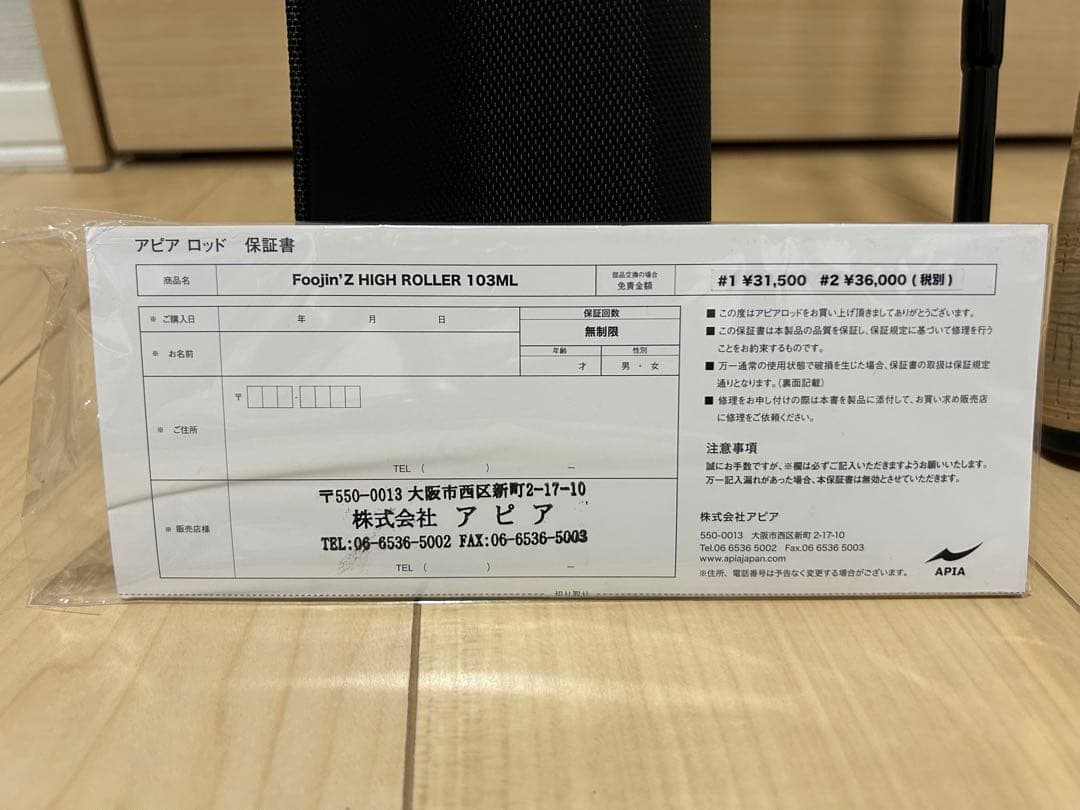 アピア ロッド 保証書
商品名
Foojin'Z HIGH ROLLER 103ML
部品交換の場合
免責金額
#1 ¥31,500 #2 ¥36,000 (税別)
※ ご購入日
年 月 日
保証回数
無制限
※ お名前
年齢
性別
才
男・女
※ ご住所
〒 -
TEL ( ) −
※ 販売店様
〒550-0013 大阪市西区新町2-17-10
株式会社 アピア
TEL:06-6536-5002 FAX:06-6536-5003
TEL ( ) −
■ この度はアピアロッドをお買い上げ頂きましてありがとうございます。
■ この保証書は本製品の品質を保証し、保証規定に基づいて修理を行う
ことをお約束するものです。
■ 万一通常の使用状態で破損を生じた場合、保証書の取扱は保証規定
通りとなります。(裏面記載)
■ 修理をお申し付けの際は本書を製品に添付して、お買い求め販売店
に修理をご依頼ください。
注意事項
誠にお手数ですが、※欄は必ずご記入いただきますようお願いいたします。
万一記入漏れがあった場合、本保証書は無効とさせていただきます。
株式会社アピア
550-0013 大阪市西区新町 2-17-10
Tel.06 6536 5002 Fax.06 6536 5003
www.apiajapan.com
※住所、電話番号は予告なく変更する場合がございます。
APIA
切り取り